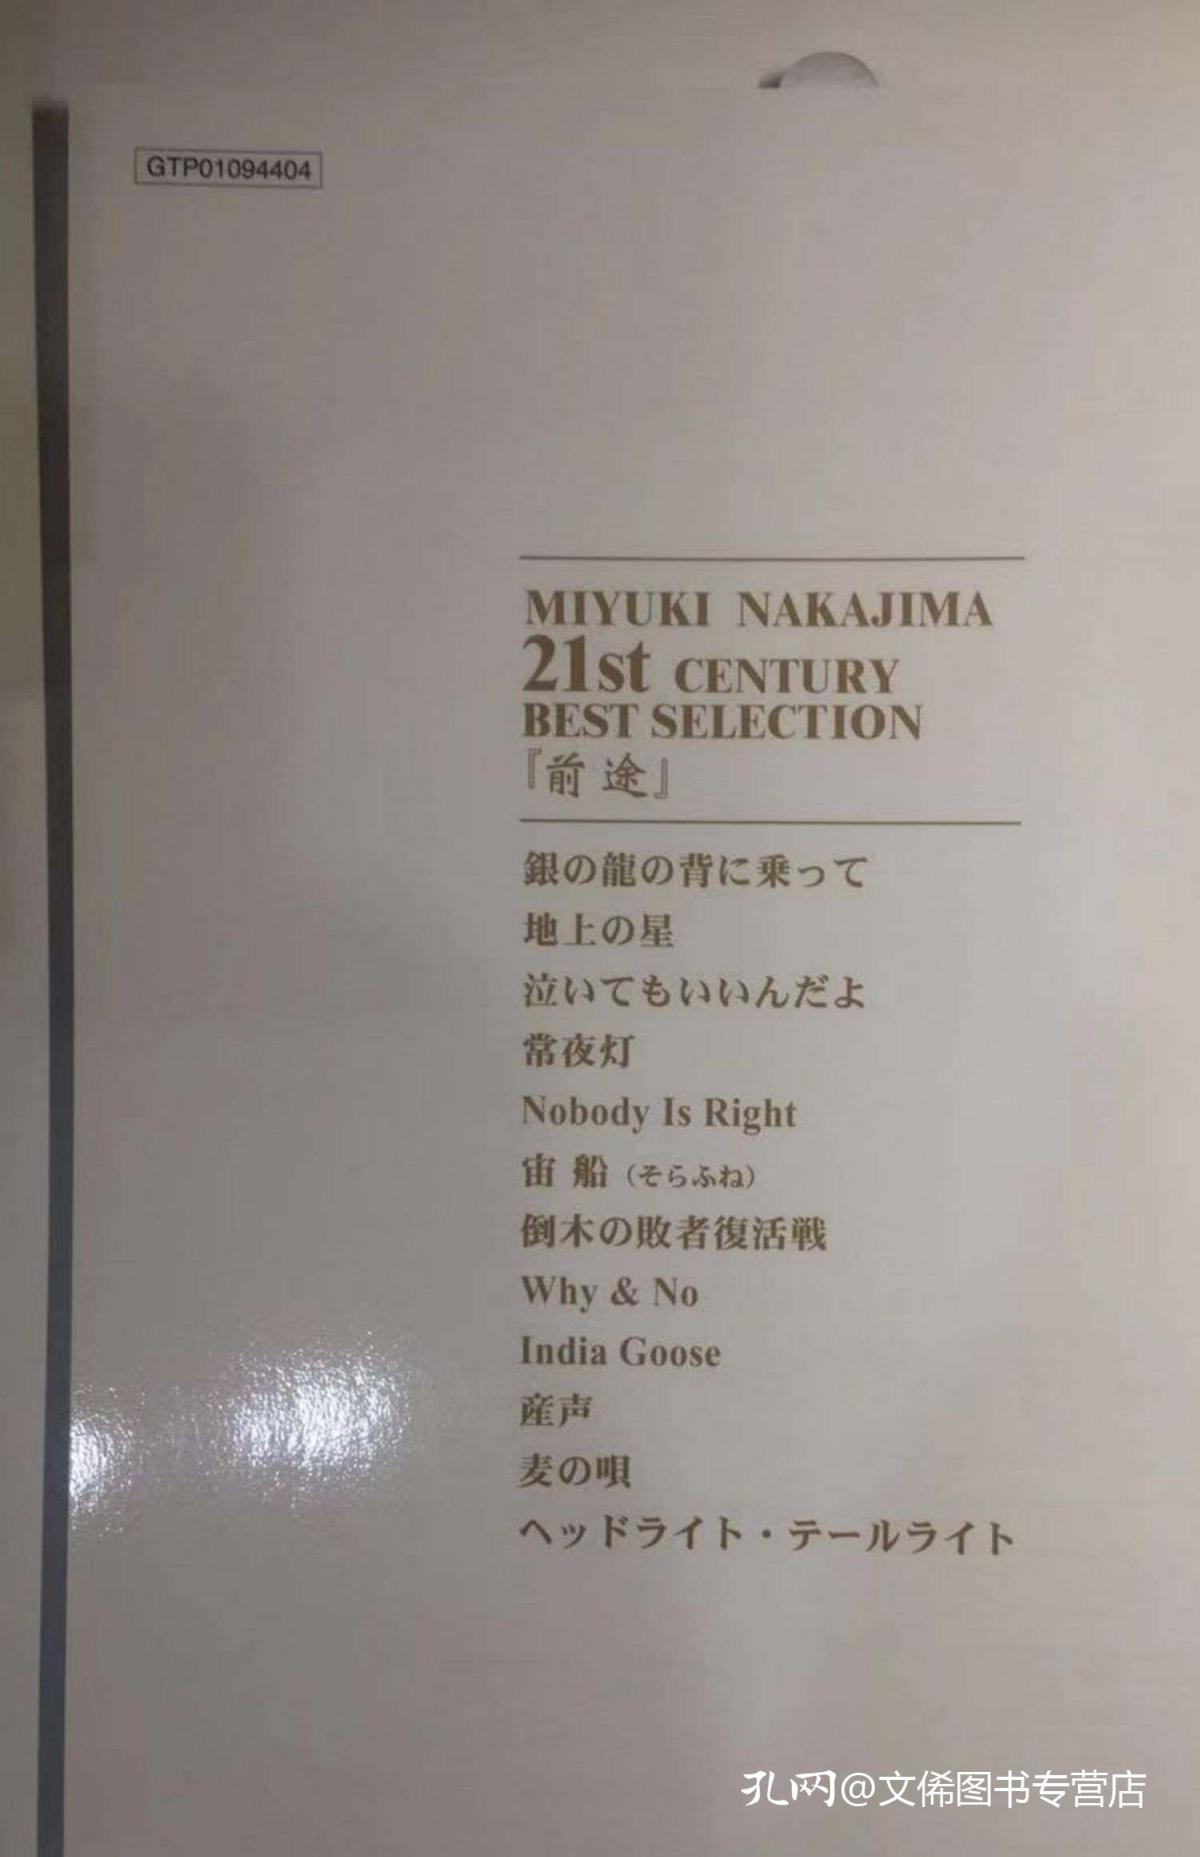 GTP01094404
MIYUKI NAKAJIMA
21st CENTURY
BEST SELECTION
『前途』
銀の龍の背に乗って
地上の星
泣いてもいいんだよ
常夜灯
Nobody Is Right
宙船（そらふね）
倒木の敗者復活戦
Why & No
India Goose
産声
麦の唄
ヘッドライト・テールライト
孔网@文俙图书专营店